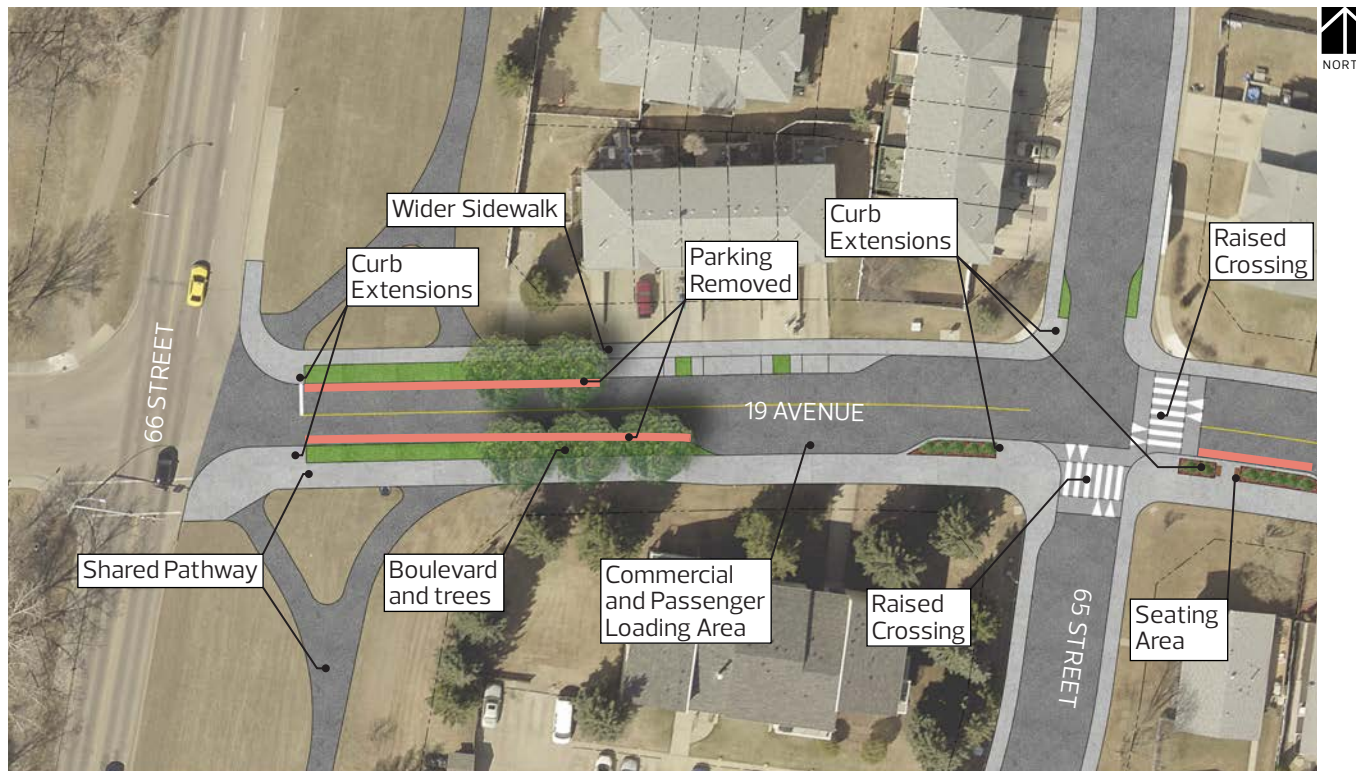 NORT
Wider Sidewalk
Curb
Extensions
Curb
Extensions
Parking
Removed
Raised
Crossing
66 STREET
19 AVENUE
Shared Pathway
Boulevard
and trees
Commercial
and Passenger
Loading Area
Raised
Crossing
65 STREET
Seating
Area